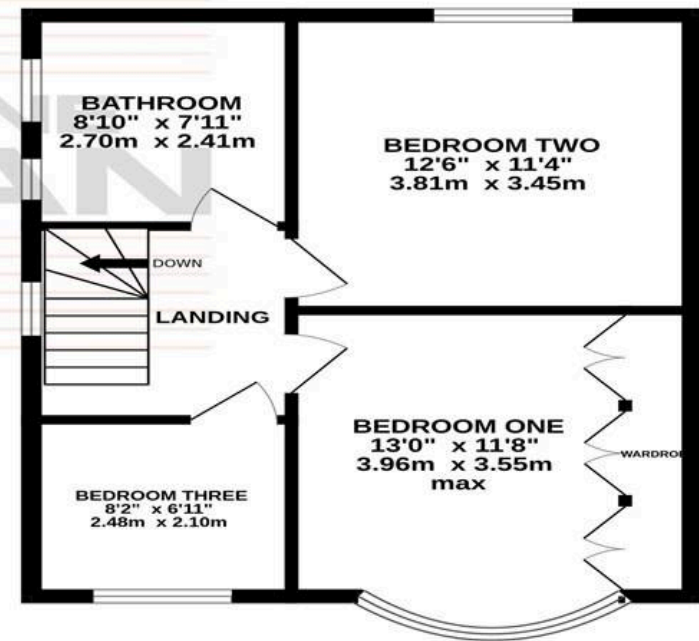 BATHROOM
8'10" x 7'11"
2.70m x 2.41m
BEDROOM TWO
12'6" x 11'4"
3.81m x 3.45m
DOWN
LANDING
BEDROOM ONE
13'0" x 11'8"
3.96m x 3.55m
max
WARDRO
BEDROOM THREE
8'2" x 6'11"
2.48m x 2.10m